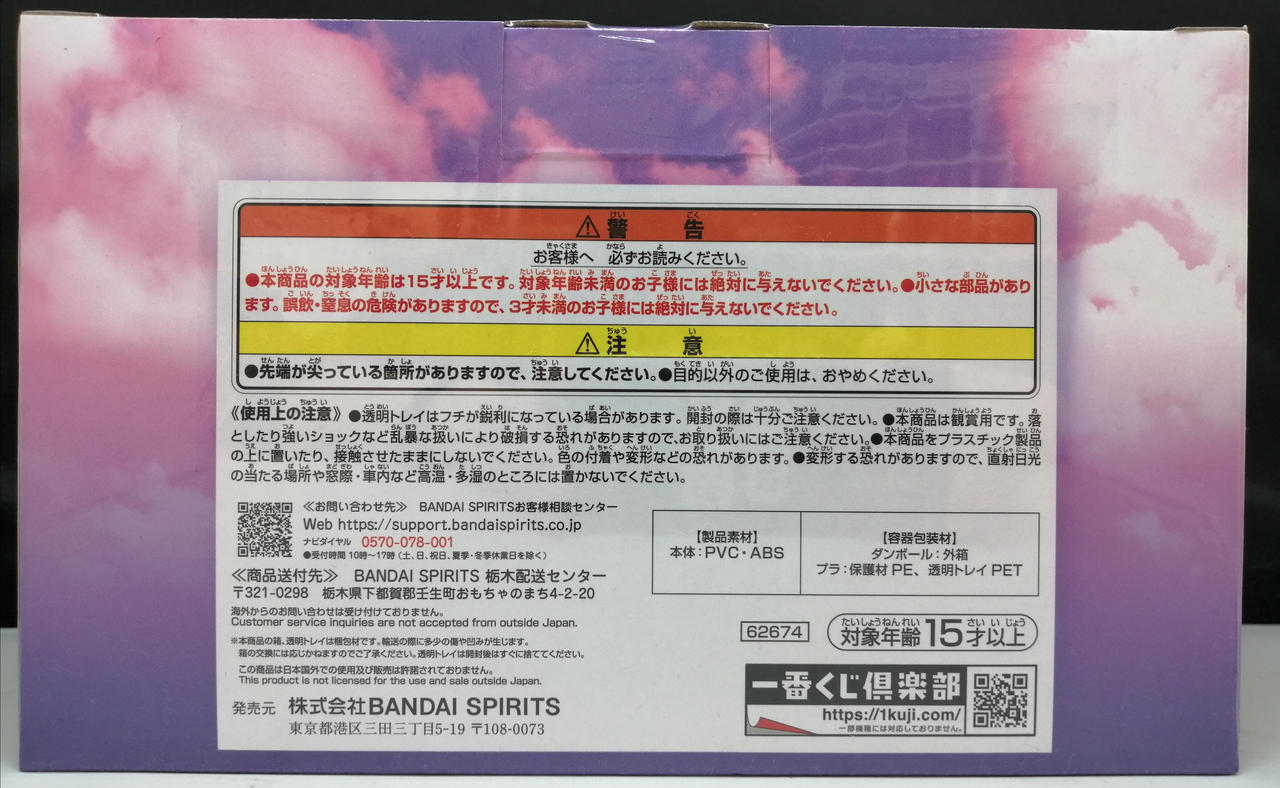 ⚠警告
お客様へ 必ずお読みください。
●本商品の対象年齢は15才以上です。対象年齢未満のお子様には絶対に与えないでください。●小さな部品があり
ます。誤飲・窒息の危険がありますので、3才未満のお子様には絶対に与えないでください。
⚠注意
●先端が尖っている箇所がありますので、注意してください。●目的以外のご使用は、おやめください。
《使用上の注意》●透明トレイはフチが鋭利になっている場合があります。開封の際は十分ご注意ください。●本商品は観賞用です。落
としたり強いショックなど乱暴な扱いにより破損する恐れがありますので、お取り扱いにはご注意ください。●本商品をプラスチック製品
の上に置いたり、接触させたままにしないでください。色の付着や変形などの恐れがあります。●変形する恐れがありますので、直射日光
の当たる場所や窓際・車内など高温・多湿のところには置かないでください。
≪お問い合わせ先≫ BANDAI SPIRITSお客様相談センター
Web https://support.bandaispirits.co.jp
ナビダイヤル 0570-078-001
●受付時間 10時~17時(土、日、祝日、夏季・冬季休業日を除く)
≪商品送付先≫ BANDAI SPIRITS 栃木配送センター
〒321-0298 栃木県下都賀郡壬生町おもちゃのまち4-2-20
海外からのお問い合わせは受け付けておりません。
Customer service inquiries are not accepted from outside Japan.
※本商品の箱、透明トレイは梱包材です。輸送の際に多少の傷や凹みが生じます。
箱の交換には応じかねますのでご了承ください。透明トレイは開封後はすぐに捨ててください。
この商品は日本国外での使用及び販売は許諾されておりません。
This product is not licensed for the use and sale outside Japan.
発売元 株式会社BANDAI SPIRITS
東京都港区三田三丁目5-19 〒108-0073
【製品素材】
本体:PVC・ABS
【容器包装材】
ダンボール:外箱
プラ:保護材 PE、透明トレイ PET
62674
対象年齢15才以上
一番くじ倶楽部
https://1kuji.com/
一部機種には対応しておりません。